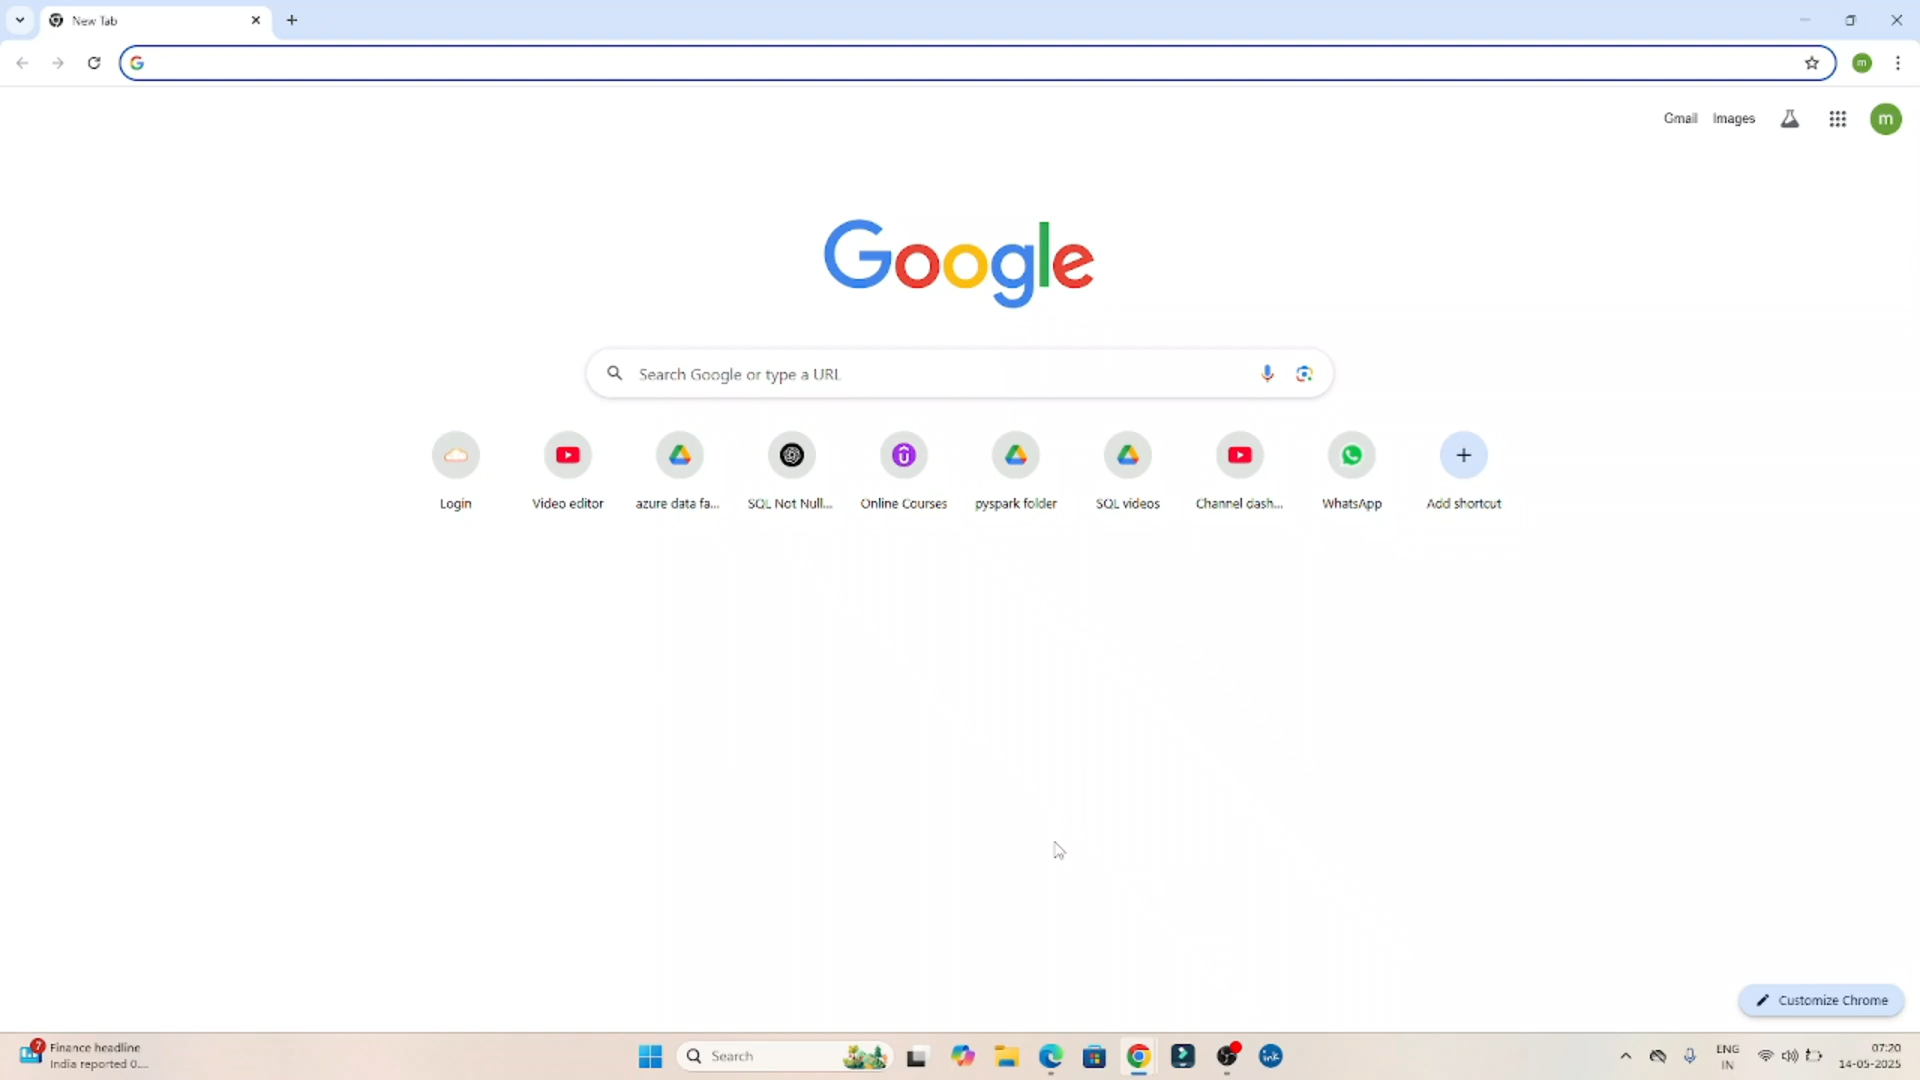 New Tab
Gmail Images
m
m
Google
Search Google or type a URL
Login
Video editor
azure data fa...
SQL Not Null...
Online Courses
pyspark folder
SQL videos
Channel dash...
WhatsApp
Add shortcut
Customize Chrome
7
Finance headline
India reported 0....
Search
ink
ENG
IN
07:20
14-05-2025